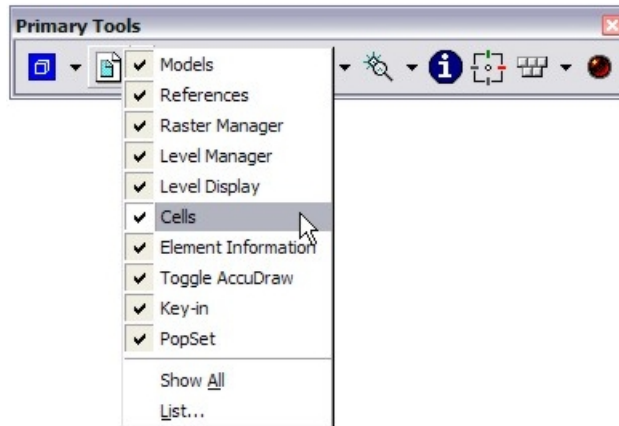 Primary Tools
Models
References
Raster Manager
Level Manager
Level Display
Cells
Element Information
Toggle AccuDraw
Key-in
PopSet
Show All
List...